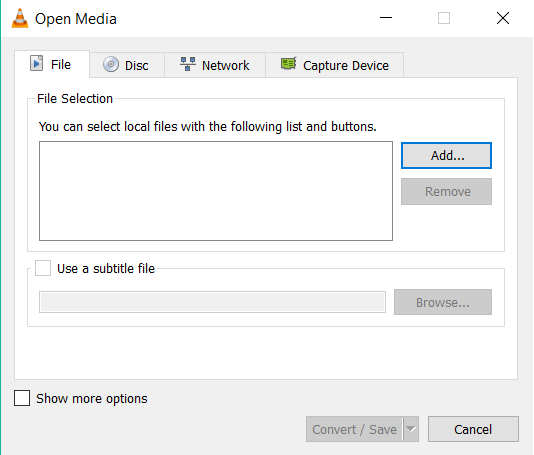 Open Media
File
Disc
Network
Capture Device
File Selection
You can select local files with the following list and buttons.
Add...
Remove
Use a subtitle file
Browse...
Show more options
Convert / Save
Cancel